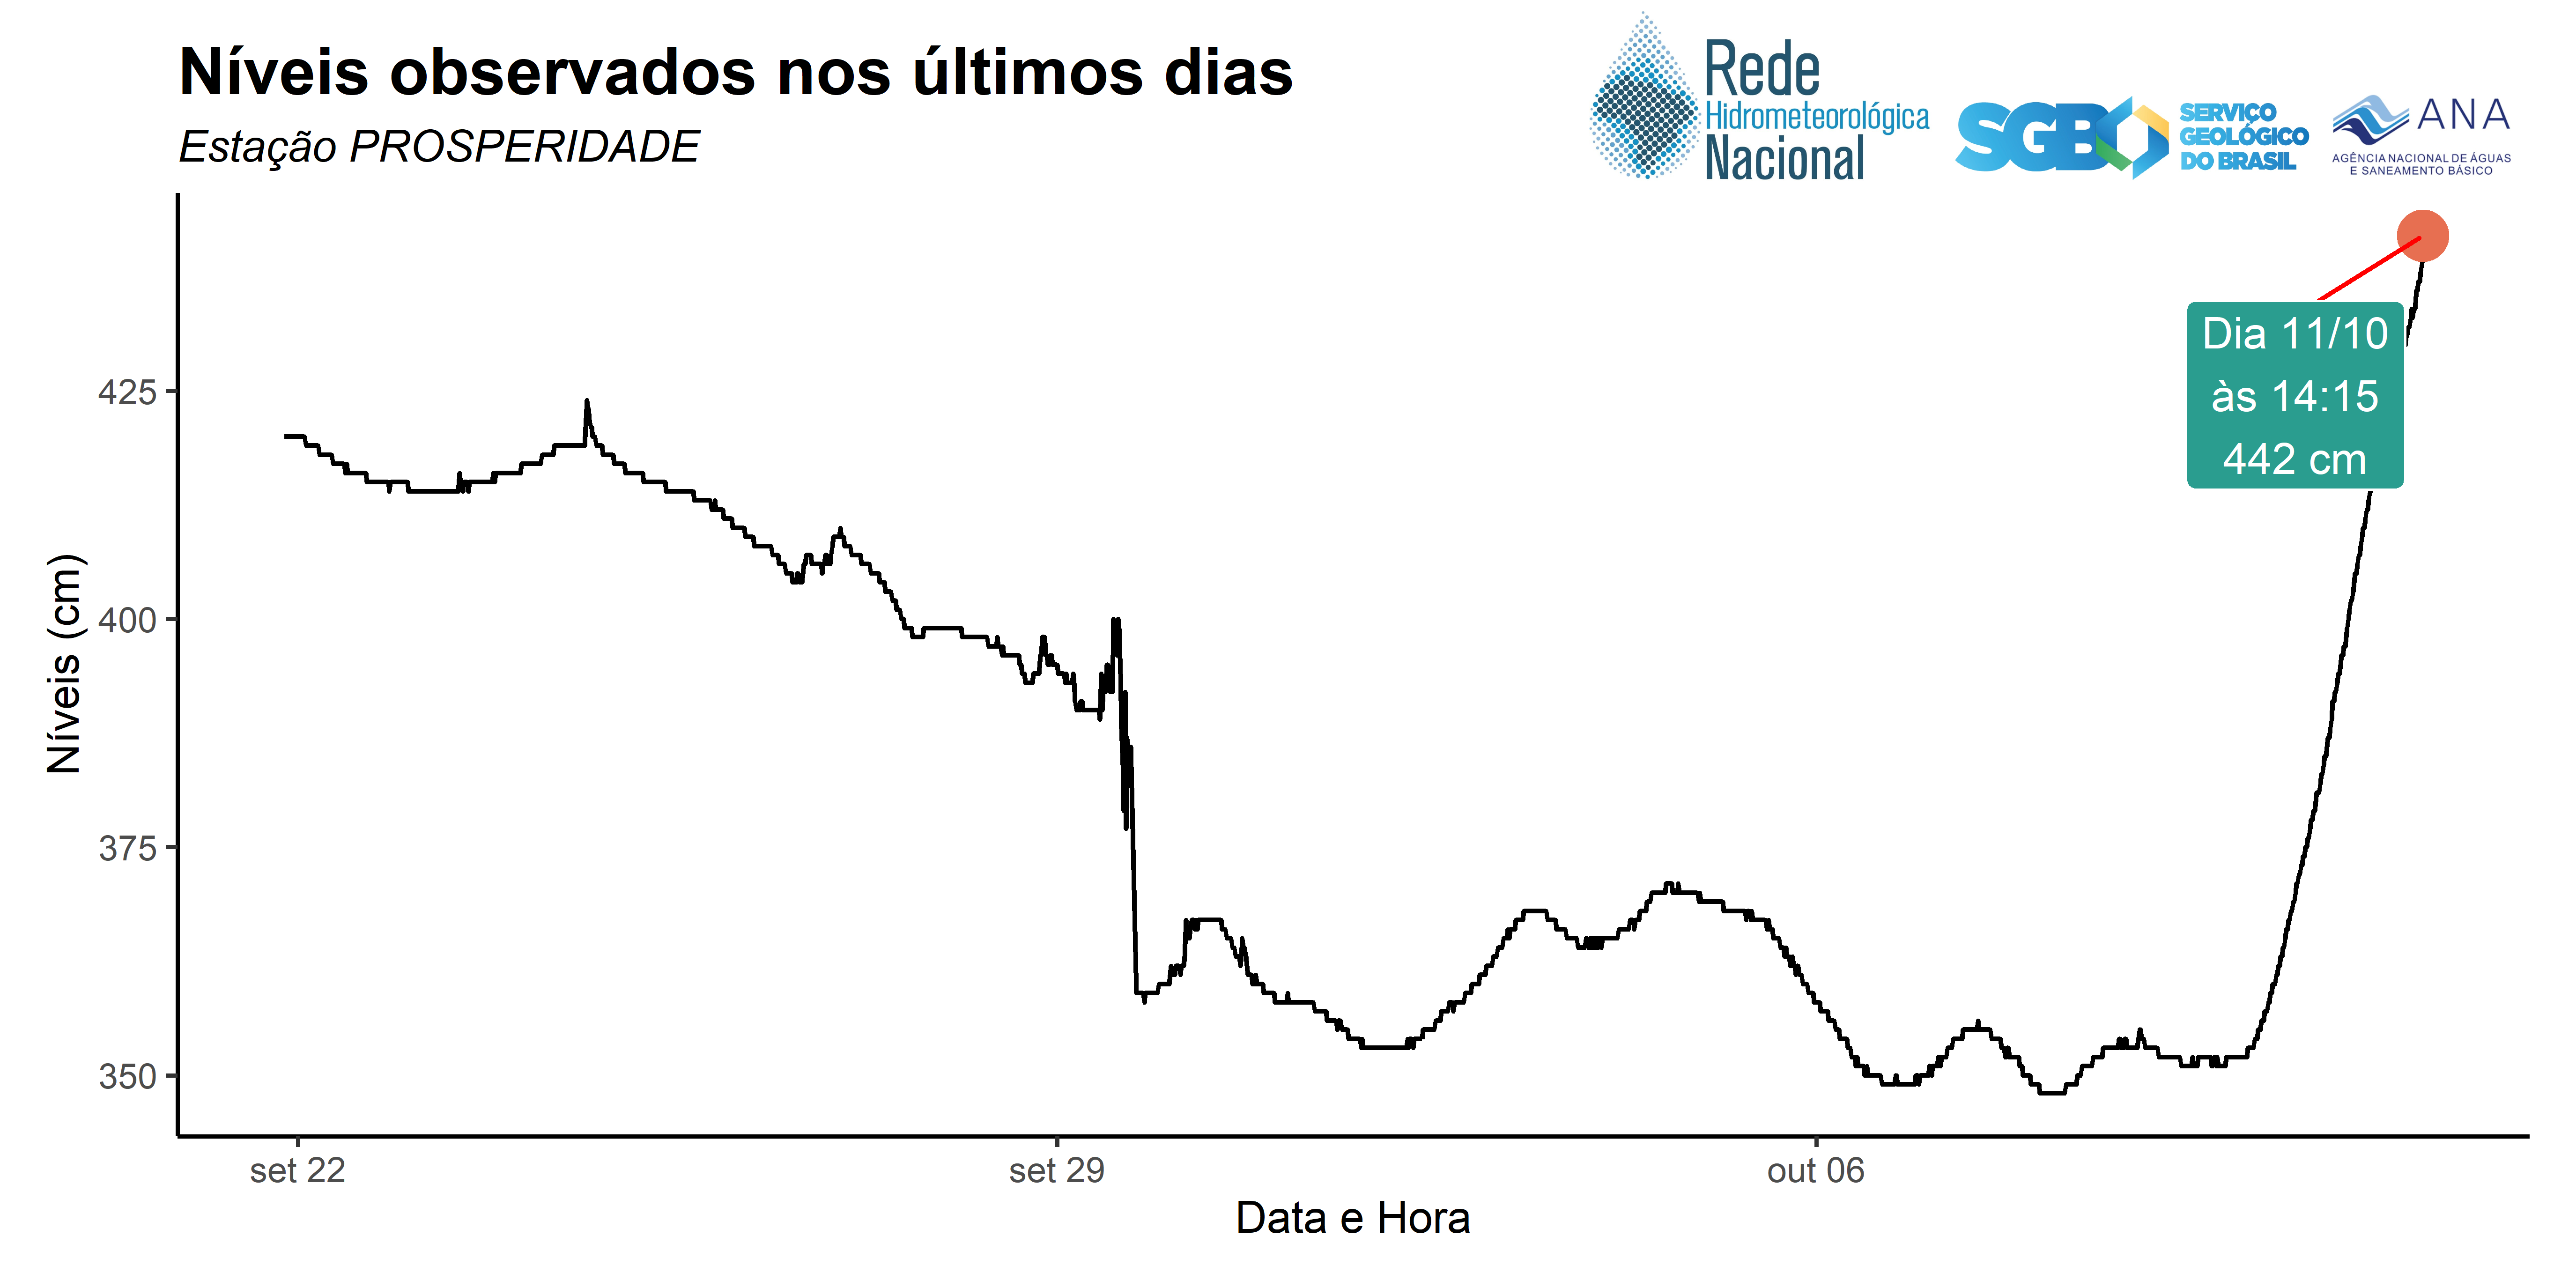 Níveis observados nos últimos dias
Estação PROSPERIDADE
Rede
Hidrometeorológica
Nacional
SGB
SERVIÇO
GEOLÓGICO
DO BRASIL
ANA
AGÊNCIA NACIONAL DE ÁGUAS
E SANEAMENTO BÁSICO
Dia 11/10
às 14:15
442 cm
Níveis (cm)
425
400
375
350
set 22
set 29
out 06
Data e Hora